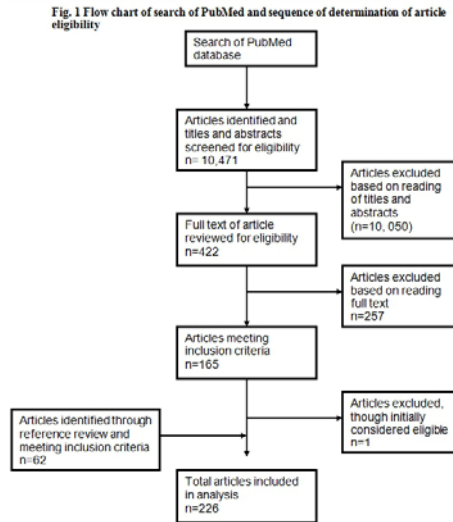 Fig. 1 Flow chart of search of PubMed and sequence of determination of article
eligibility
Search of PubMed
database
Articles identified and
titles and abstracts
screened for eligibility
n= 10,471
Articles excluded
based on reading
of titles and
abstracts
(n=10, 050)
Full text of article
reviewed for eligibility
n=422
Articles excluded
based on reading
full text
n=257
Articles meeting
inclusion criteria
n=165
Articles identified through
reference review and
meeting inclusion criteria
n=62
Articles excluded,
though initially
considered eligible
n=1
Total articles included
in analysis
n=226